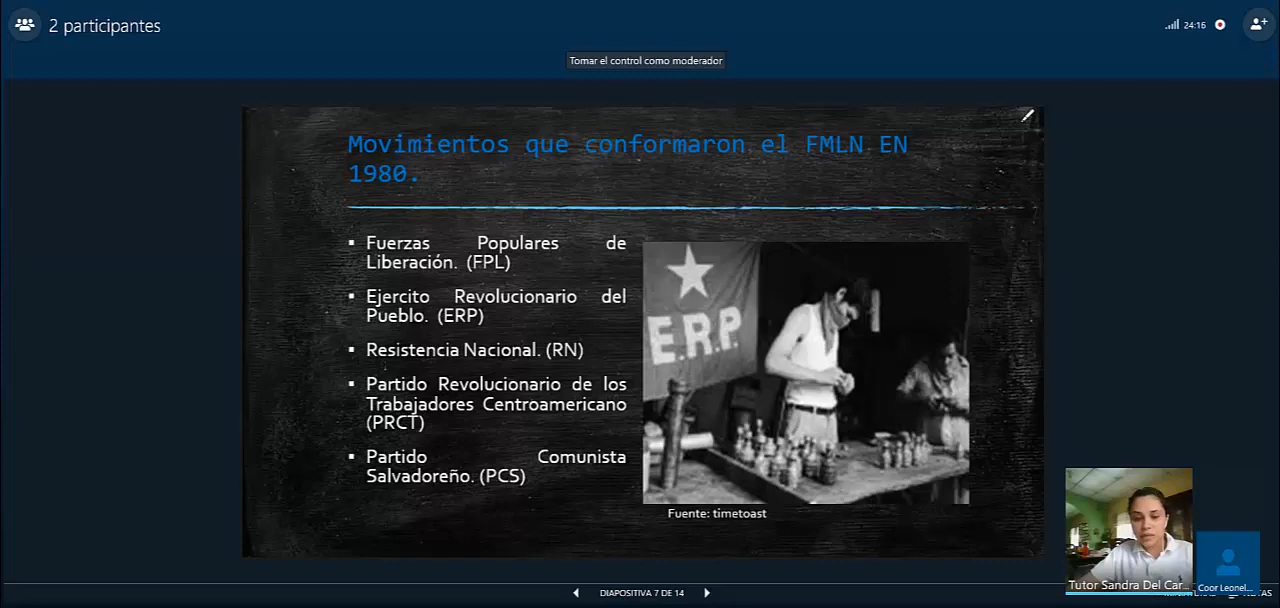 2 participantes
24:16
Tomar el control como moderador
Movimientos que conformaron el FMLN EN
1980.
▪ Fuerzas Populares de
Liberación. (FPL)
▪ Ejercito Revolucionario del
Pueblo. (ERP)
▪ Resistencia Nacional. (RN)
▪ Partido Revolucionario de los
Trabajadores Centroamericano
(PRCT)
▪ Partido Comunista
Salvadoreño. (PCS)
E.R.P
Fuente: timetoast
Tutor Sandra Del Car...
Coor Leonel...
DIAPOSITIVA 7 DE 14